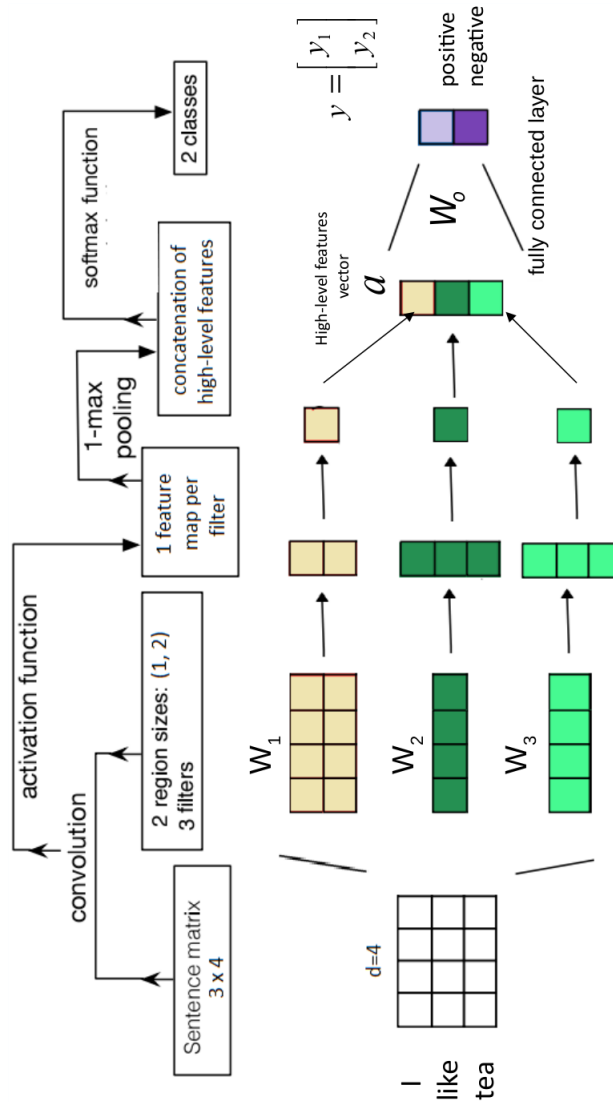 activation function
convolution
1-max
pooling
softmax function
Sentence matrix
3 x 4
2 region sizes: (1, 2)
3 filters
1 feature
map per
filter
concatenation of
high-level features
2 classes
d=4
I
like
tea
W1
W2
W3
High-level features
vector
a
Wo
fully connected layer
y = [y1
y2]
positive
negative